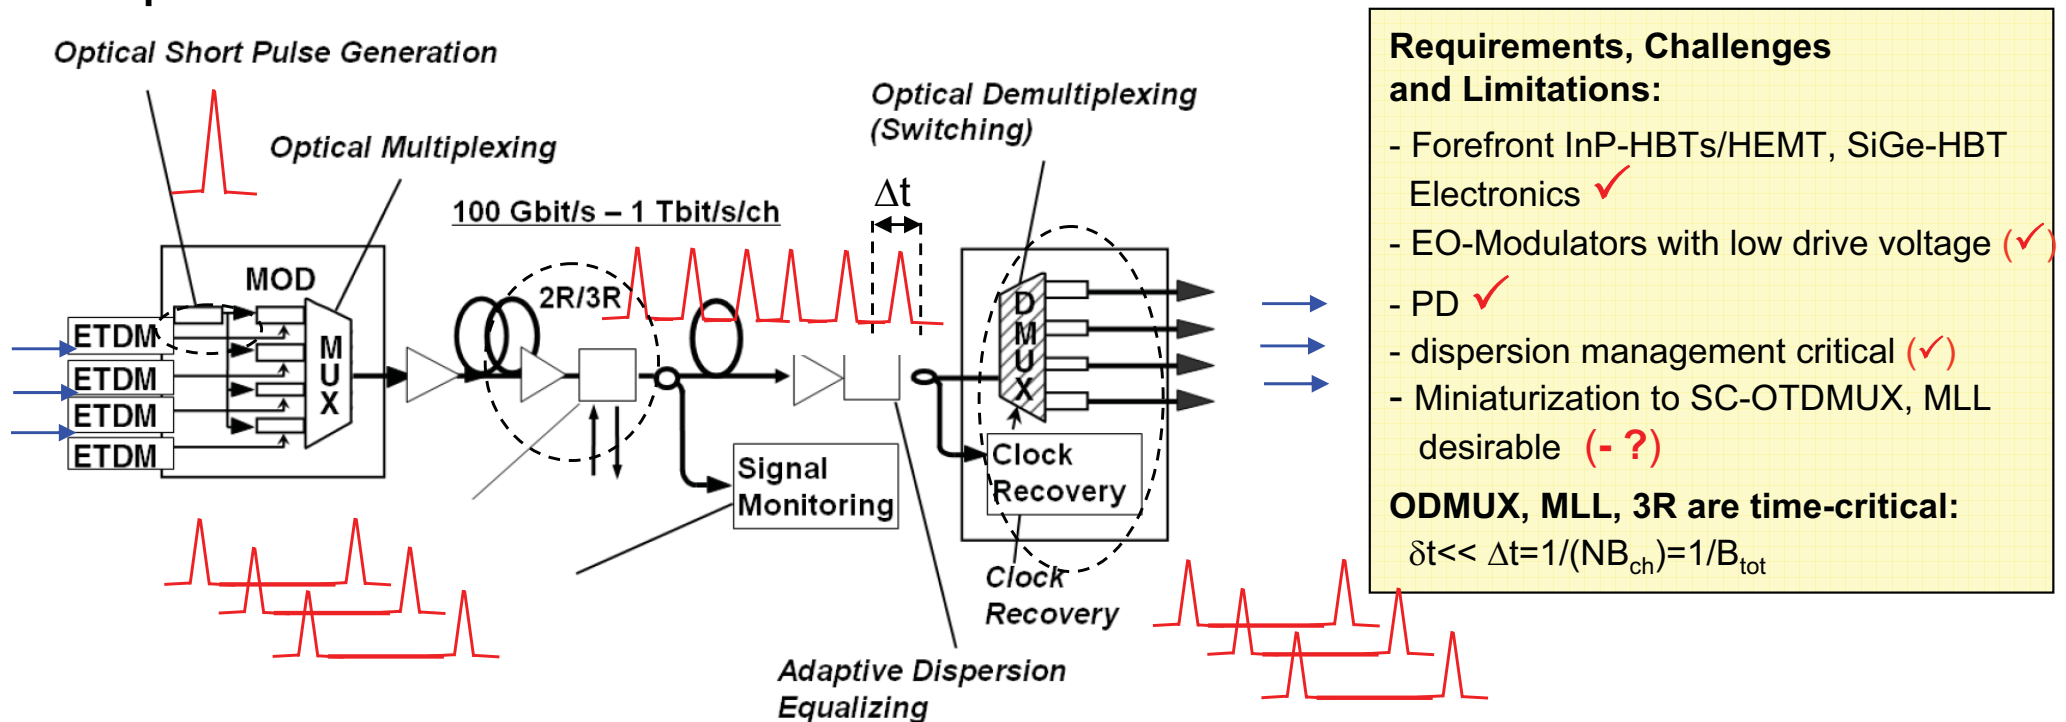 Optical Short Pulse Generation
Optical Multiplexing
100 Gbit/s – 1 Tbit/s/ch
Optical Demultiplexing
(Switching)
Δt
MOD
ETDM
ETDM
ETDM
ETDM
MUX
2R/3R
DMUX
Signal
Monitoring
Clock
Recovery
Clock
Recovery
Adaptive Dispersion
Equalizing
Requirements, Challenges
and Limitations:
- Forefront InP-HBTs/HEMT, SiGe-HBT
Electronics ✓
- EO-Modulators with low drive voltage (✓)
- PD ✓
- dispersion management critical (✓)
- Miniaturization to SC-OTDMUX, MLL
desirable (- ?)
ODMUX, MLL, 3R are time-critical:
δt<< Δt=1/(NBch)=1/Btot